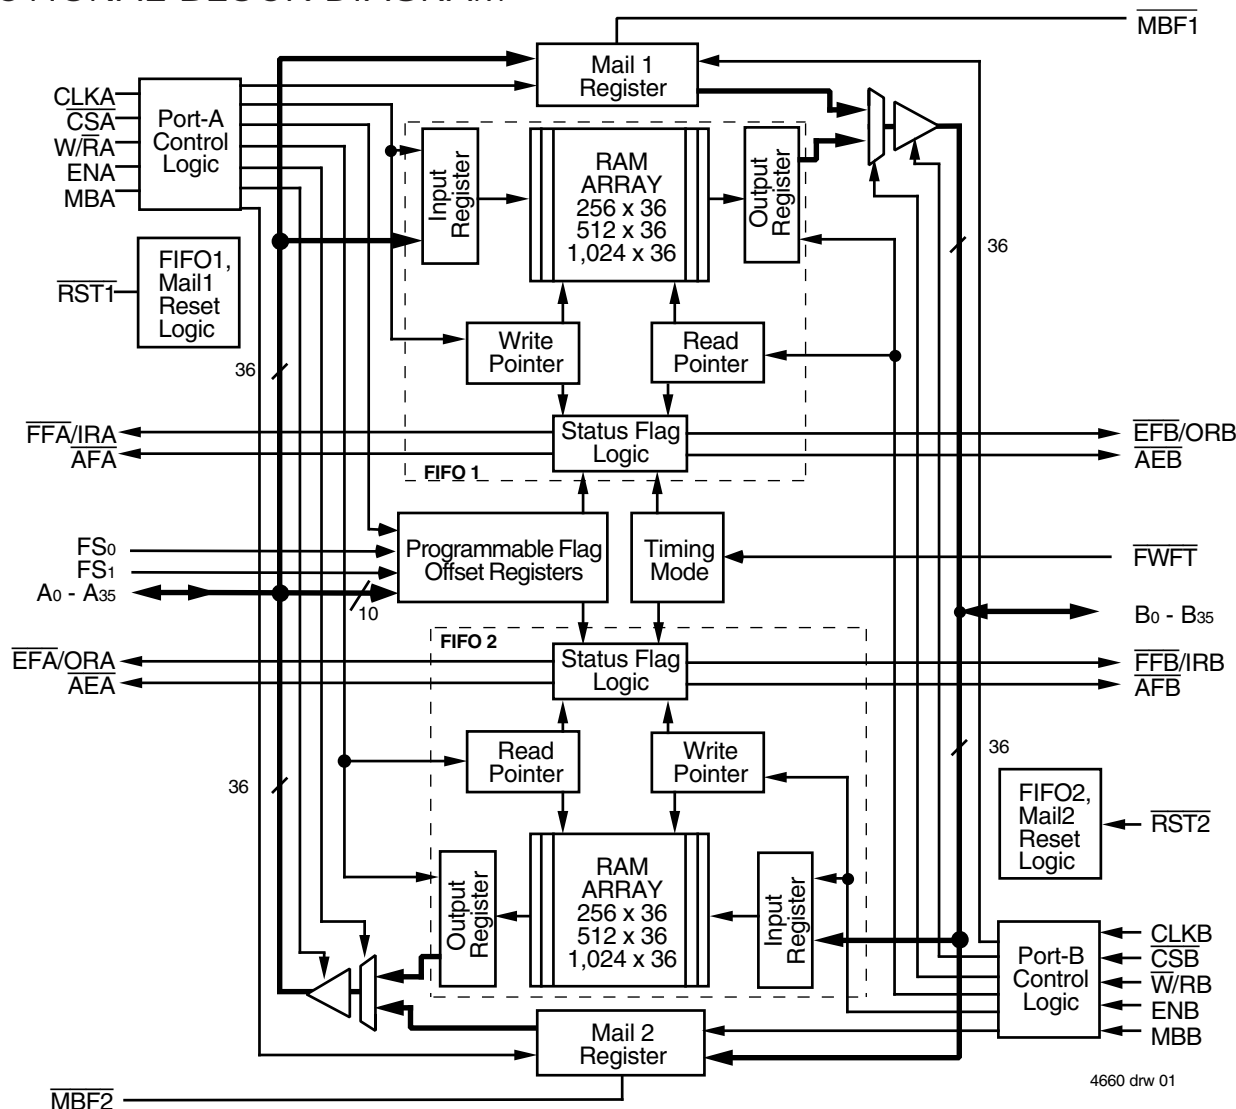 MBF1
Mail 1
Register
CLKA
CSA
W/RA
ENA
MBA
Port-A
Control
Logic
Input
Register
RAM
ARRAY
256 x 36
512 x 36
1,024 x 36
Output
Register
36
RST1
FIFO1,
Mail1
Reset
Logic
Write
Pointer
Read
Pointer
36
FFA/IRA
AFA
Status Flag
Logic
EFB/ORB
AEB
FIFO 1
FS0
FS1
A0 - A35
Programmable Flag
Offset Registers
10
Timing
Mode
FWFT
B0 - B35
FIFO 2
EFA/ORA
AEA
Status Flag
Logic
FFB/IRB
AFB
Read
Pointer
Write
Pointer
36
36
FIFO2,
Mail2
Reset
Logic
RST2
Output
Register
RAM
ARRAY
256 x 36
512 x 36
1,024 x 36
Input
Register
Port-B
Control
Logic
CLKB
CSB
W/RB
ENB
MBB
Mail 2
Register
MBF2
4660 drw 01